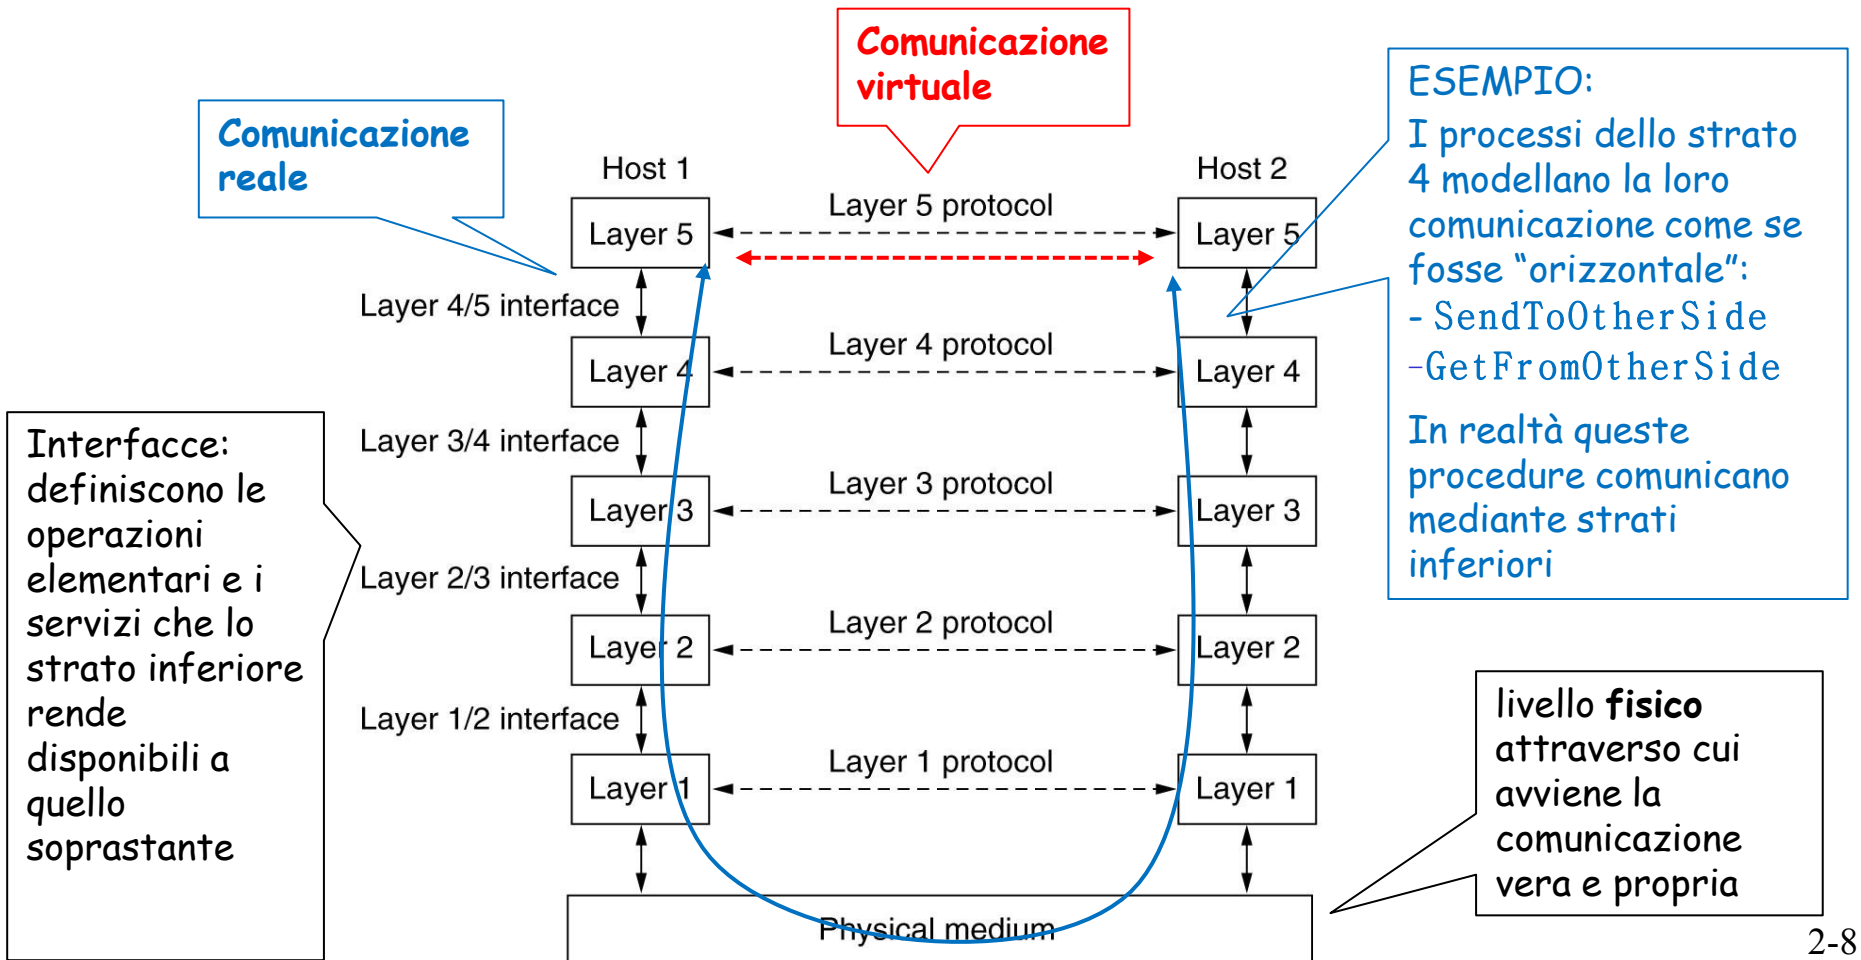 Comunicazione
virtuale
Comunicazione
reale
ESEMPIO:
I processi dello strato
4 modellano la loro
comunicazione come se
fosse “orizzontale”:
- SendToOtherSide
-GetFromOtherSide
In realtà queste
procedure comunicano
mediante strati
inferiori
Host 1
Host 2
Layer 5
Layer 5 protocol
Layer 5
Layer 4/5 interface
Layer 4
Layer 4 protocol
Layer 4
Layer 3/4 interface
Layer 3
Layer 3 protocol
Layer 3
Layer 2/3 interface
Layer 2
Layer 2 protocol
Layer 2
Layer 1/2 interface
Layer 1
Layer 1 protocol
Layer 1
Physical medium
Interfacce:
definiscono le
operazioni
elementari e i
servizi che lo
strato inferiore
rende
disponibili a
quello
soprastante
livello fisico
attraverso cui
avviene la
comunicazione
vera e propria
2-8